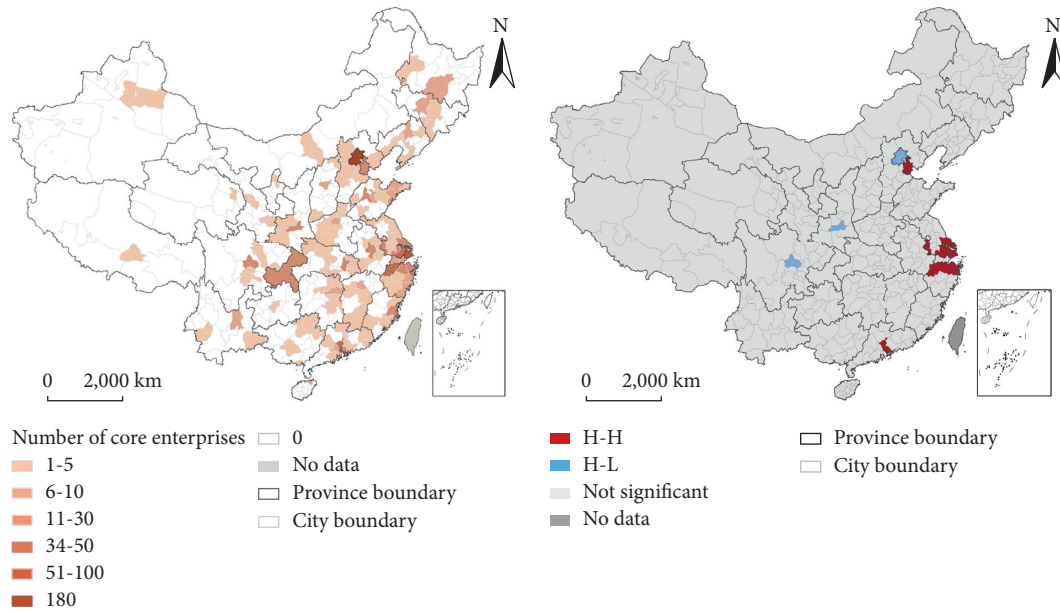 N
0 2,000 km
Number of core enterprises
1-5
6-10
11-30
34-50
51-100
180
0
No data
Province boundary
City boundary
N
0 2,000 km
H-H
H-L
Not significant
No data
Province boundary
City boundary